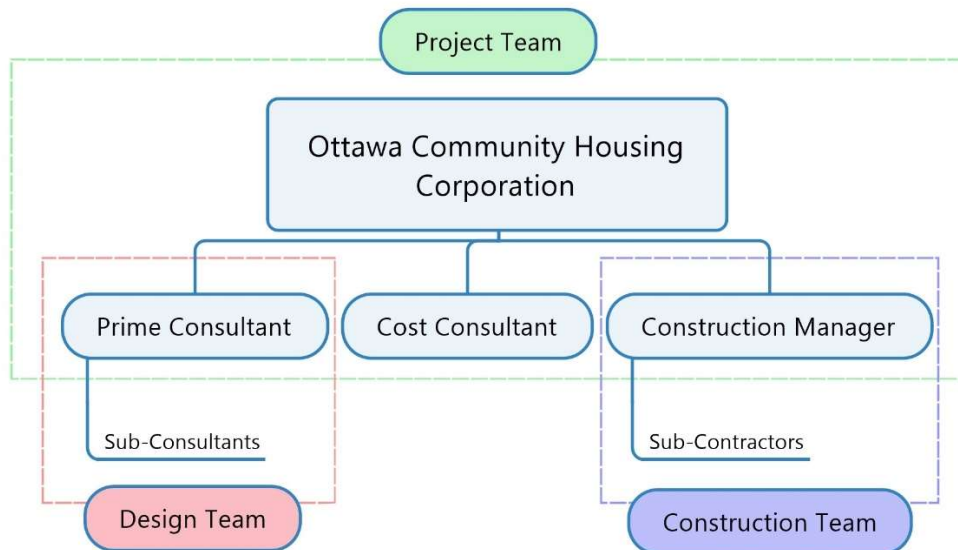 Project Team
Ottawa Community Housing
Corporation
Prime Consultant
Cost Consultant
Construction Manager
Sub-Consultants
Sub-Contractors
Design Team
Construction Team